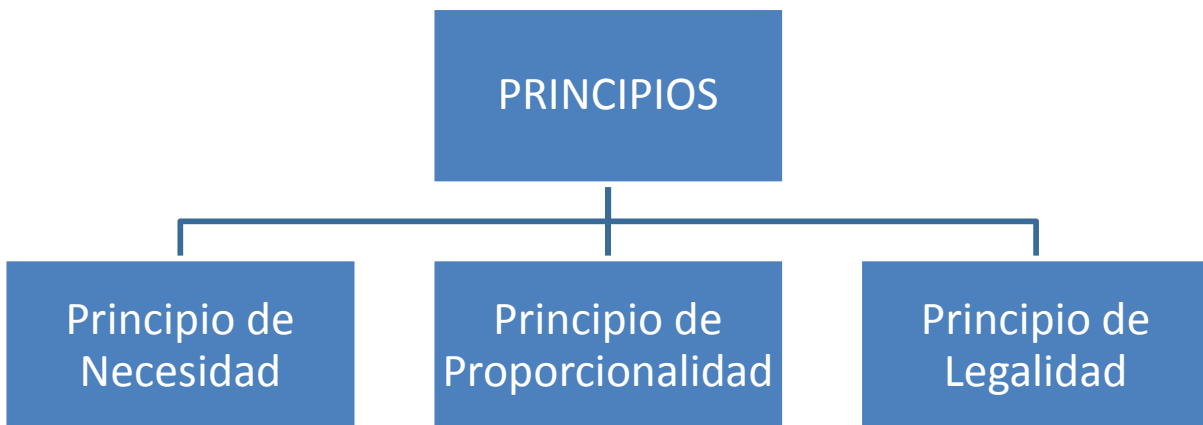 PRINCIPIOS
Principio de
Necesidad
Principio de
Proporcionalidad
Principio de
Legalidad